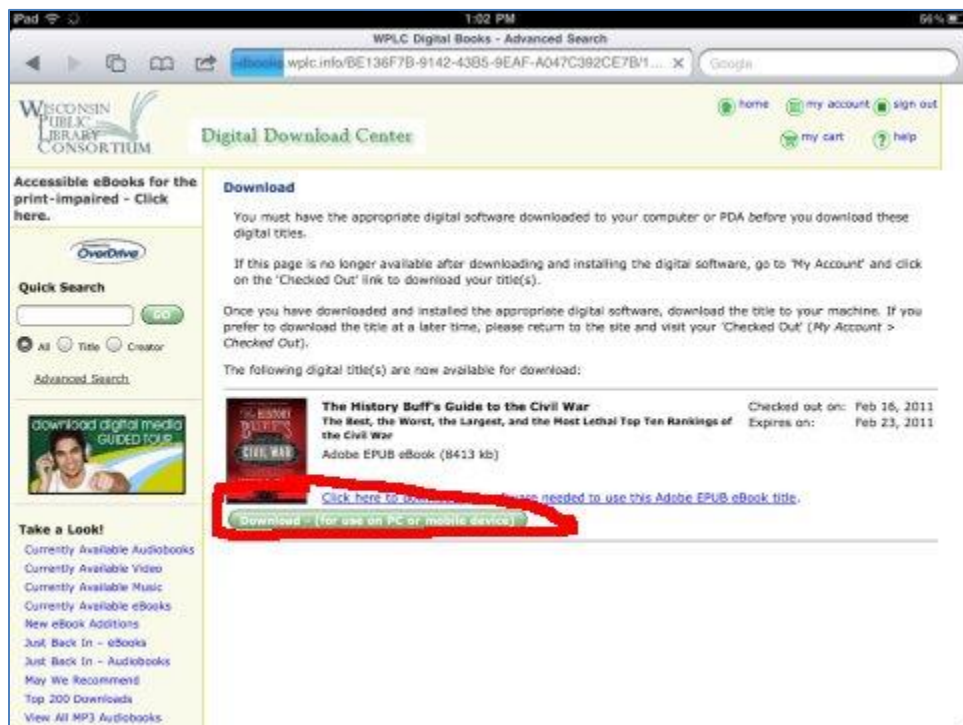 iPad
1:02 PM
66%
WPLC Digital Books - Advanced Search
wplc.info/BE136F7B-9142-43B5-9EAF-A047C392CE7B/1...
Google
WISCONSIN
PUBLIC
LIBRARY
CONSORTIUM
Digital Download Center
home my account sign out
my cart help
Accessible eBooks for the
print-impaired - Click
here.
OverDrive
Quick Search
GO
All Title Creator
Advanced Search
download digital media
GUIDED TOUR
Take a Look!
Currently Available Audiobooks
Currently Available Video
Currently Available Music
Currently Available eBooks
New eBook Additions
Just Back In - eBooks
Just Back In - Audiobooks
May We Recommend
Top 200 Downloads
View All MP3 Audiobooks
Download
You must have the appropriate digital software downloaded to your computer or PDA before you download these
digital titles.
If this page is no longer available after downloading and installing the digital software, go to 'My Account' and click
on the 'Checked Out' link to download your title(s).
Once you have downloaded and installed the appropriate digital software, download the title to your machine. If you
prefer to download the title at a later time, please return to the site and visit your 'Checked Out' (My Account >
Checked Out).
The following digital title(s) are now available for download:
THE HISTORY
BUFF'S
CIVIL WAR
The History Buff's Guide to the Civil War
The Best, the Worst, the Largest, and the Most Lethal Top Ten Rankings of
the Civil War
Adobe EPUB eBook (8413 kb)
Checked out on: Feb 16, 2011
Expires on: Feb 23, 2011
Click here to needed to use this Adobe EPUB eBook title.
Download - (for use on PC or mobile device)